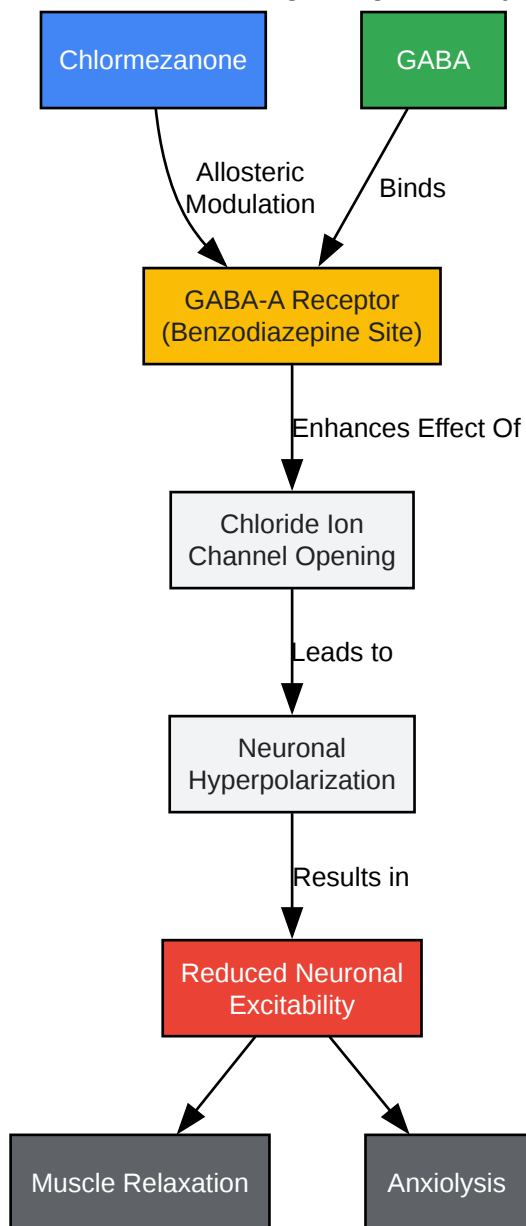 Chlormezanone
GABA
Allosteric
Modulation
Binds
GABA-A Receptor
(Benzodiazepine Site)
Enhances Effect Of
Chloride Ion
Channel Opening
Leads to
Neuronal
Hyperpolarization
Results in
Reduced Neuronal
Excitability
Muscle Relaxation
Anxiolysis